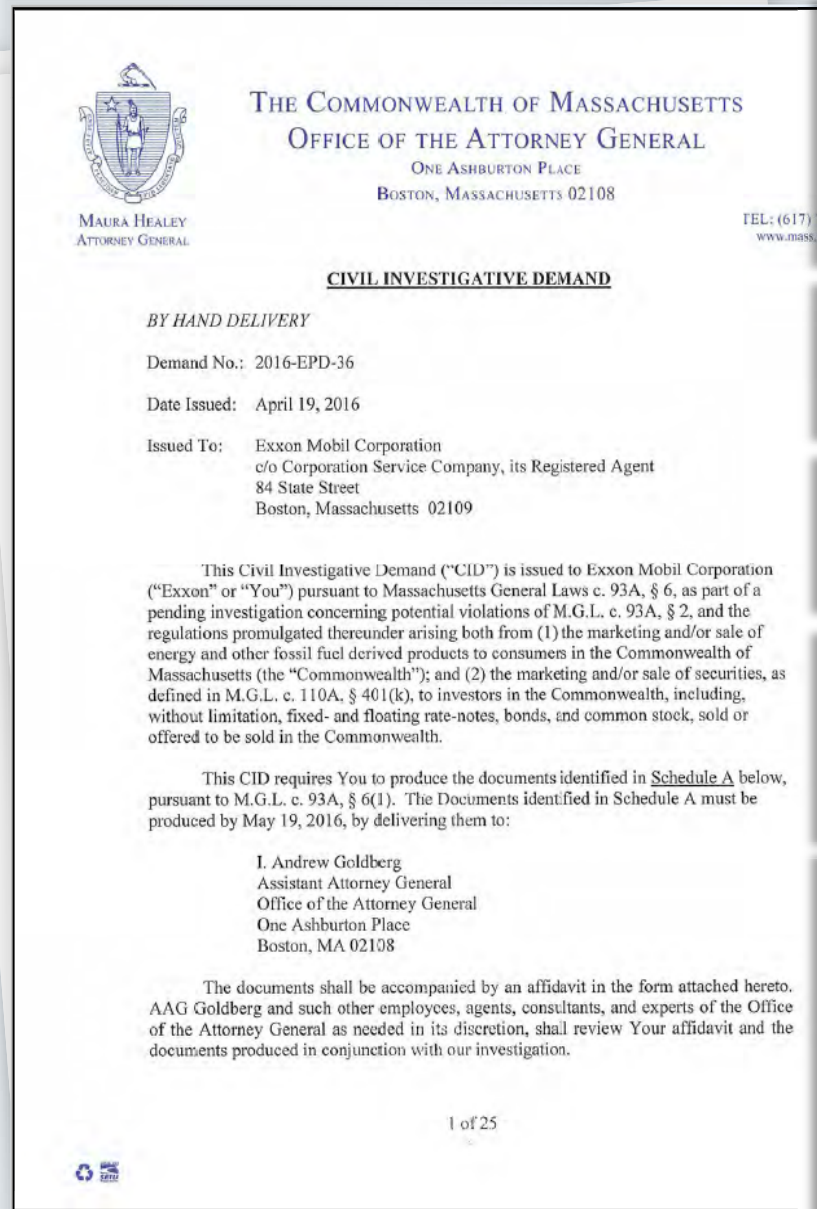 THE COMMONWEALTH OF MASSACHUSETTS
OFFICE OF THE ATTORNEY GENERAL
ONE ASHBURTON PLACE
BOSTON, MASSACHUSETTS 02108
MAURA HEALEY
ATTORNEY GENERAL
TEL: (617)
www.mass.
CIVIL INVESTIGATIVE DEMAND
BY HAND DELIVERY
Demand No.: 2016-EPD-36
Date Issued: April 19, 2016
Issued To: Exxon Mobil Corporation
c/o Corporation Service Company, its Registered Agent
84 State Street
Boston, Massachusetts 02109
This Civil Investigative Demand ("CID") is issued to Exxon Mobil Corporation
("Exxon" or "You") pursuant to Massachusetts General Laws c. 93A, § 6, as part of a
pending investigation concerning potential violations of M.G.L. c. 93A, § 2, and the
regulations promulgated thereunder arising both from (1) the marketing and/or sale of
energy and other fossil fuel derived products to consumers in the Commonwealth of
Massachusetts (the "Commonwealth"); and (2) the marketing and/or sale of securities, as
defined in M.G.L. c. 110A, § 401(k), to investors in the Commonwealth, including,
without limitation, fixed- and floating rate-notes, bonds, and common stock, sold or
offered to be sold in the Commonwealth.
This CID requires You to produce the documents identified in Schedule A below,
pursuant to M.G.L. c. 93A, § 6(1). The Documents identified in Schedule A must be
produced by May 19, 2016, by delivering them to:
I. Andrew Goldberg
Assistant Attorney General
Office of the Attorney General
One Ashburton Place
Boston, MA 02108
The documents shall be accompanied by an affidavit in the form attached hereto.
AAG Goldberg and such other employees, agents, consultants, and experts of the Office
of the Attorney General as needed in its discretion, shall review Your affidavit and the
documents produced in conjunction with our investigation.
1 of 25